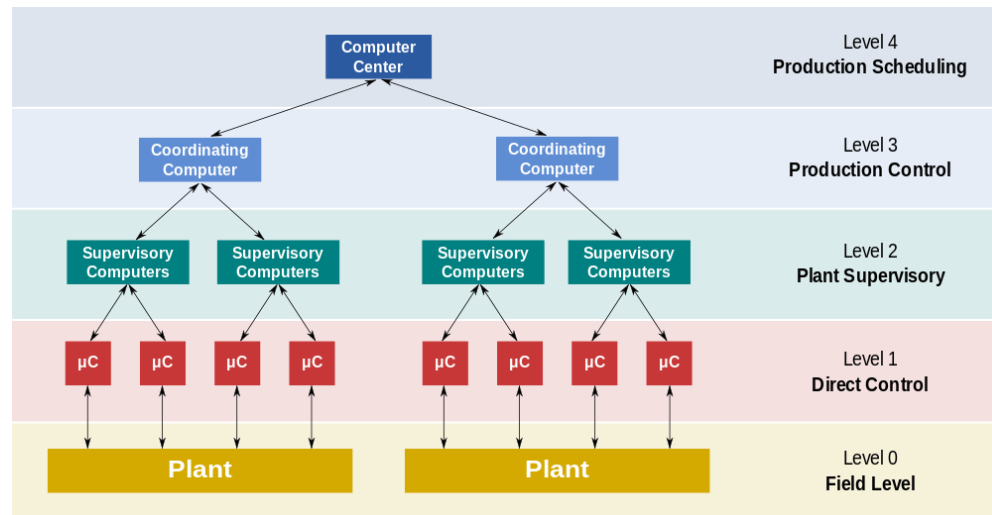 Computer
Center
Level 4
Production Scheduling
Coordinating
Computer
Coordinating
Computer
Level 3
Production Control
Supervisory
Computers
Supervisory
Computers
Supervisory
Computers
Supervisory
Computers
Level 2
Plant Supervisory
µC
µC
µC
µC
µC
µC
µC
µC
Level 1
Direct Control
Plant
Plant
Level 0
Field Level